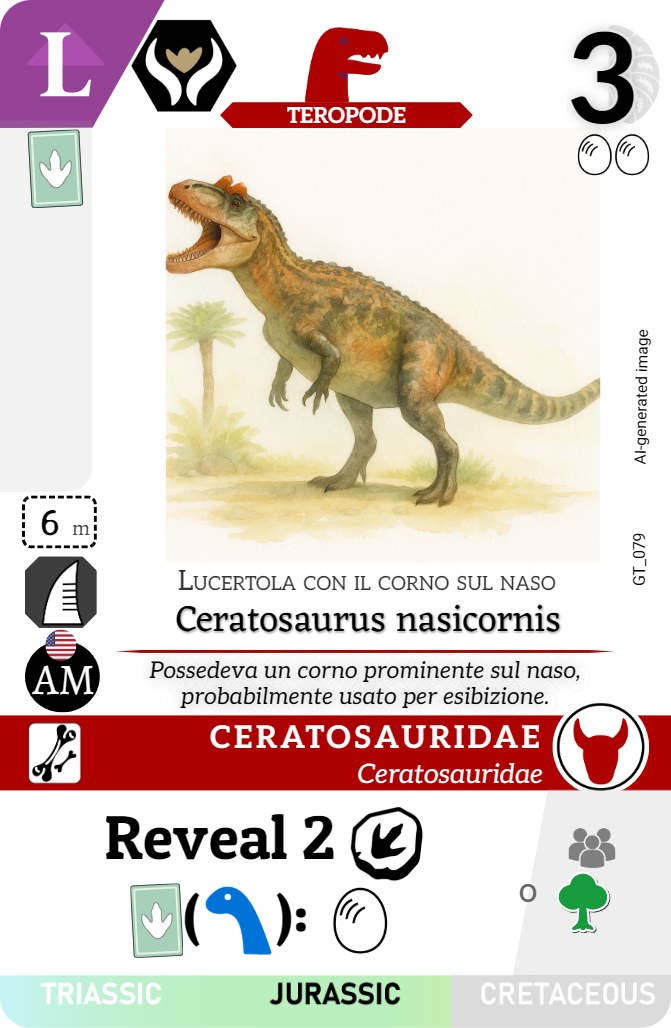 L
TEROPODE
3
AI-generated image
6 m
GT_079
Lucertola con il corno sul naso
Ceratosaurus nasicornis
AM
Possedeva un corno prominente sul naso,
probabilmente usato per esibizione.
CERATOSAURIDAE
Ceratosauridae
Reveal 2
( ):
o
TRIASSIC JURASSIC CRETACEOUS